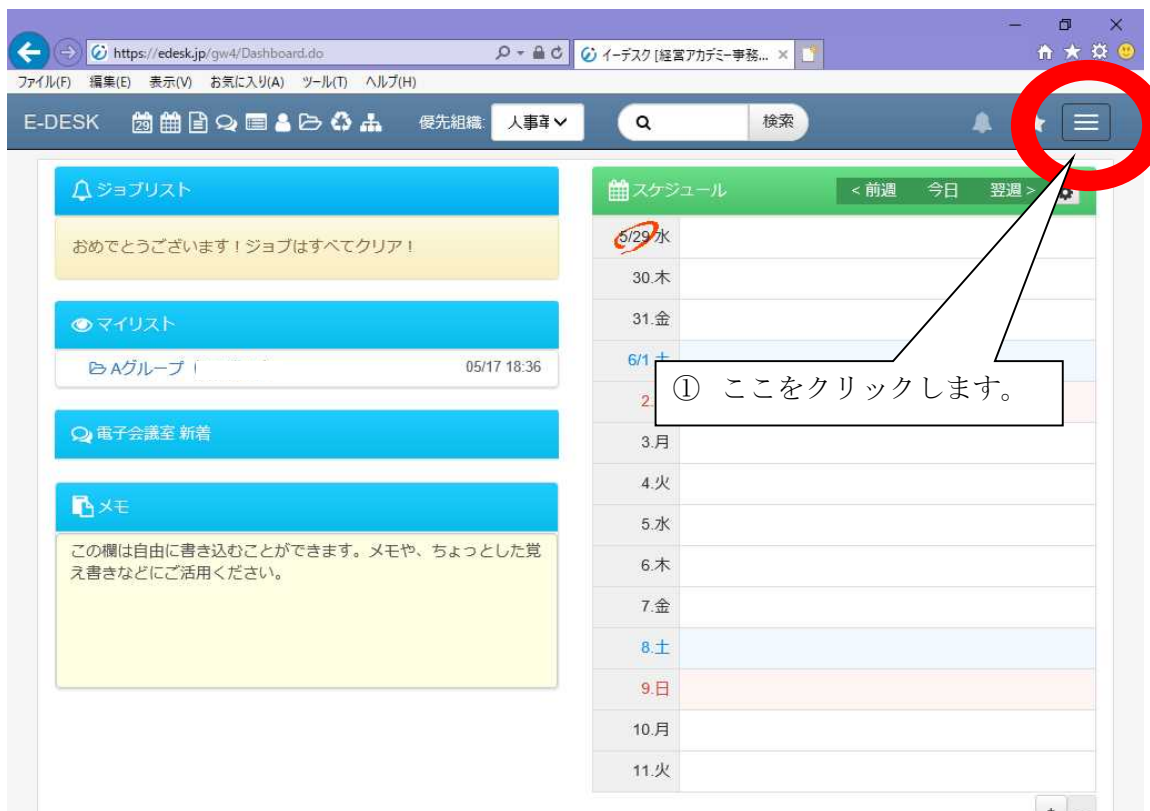 https://edesk.jp/gw4/Dashboard.do
イーデスク [経営アカデミー事務...
ファイル(F) 編集(E) 表示(V) お気に入り(A) ツール(T) ヘルプ(H)
E-DESK 29 優先組織: 人事 検索
ジョブリスト
おめでとうございます！ジョブはすべてクリア！
マイリスト
Aグループ 05/17 18:36
電子会議室 新着
メモ
この欄は自由に書き込むことができます。メモや、ちょっとした覚
え書きなどにご活用ください。
スケジュール < 前週 今日 翌週 >
5/29 水
30.木
31.金
6/1 土
2.
① ここをクリックします。
3.月
4.火
5.水
6.木
7.金
8.土
9.日
10.月
11.火